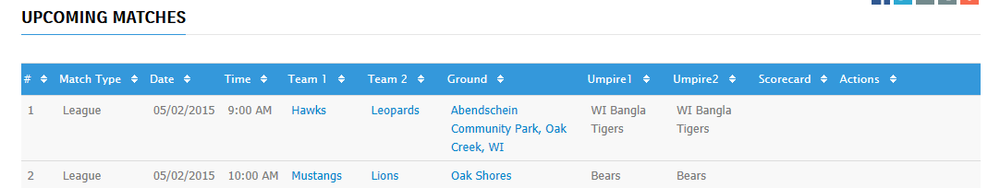 UPCOMING MATCHES
# Match Type Date Time Team 1 Team 2 Ground Umpire1 Umpire2 Scorecard Actions
1 League 05/02/2015 9:00 AM Hawks Leopards Abendschein WI Bangla WI Bangla
Community Park, Oak Tigers Tigers
Creek, WI
2 League 05/02/2015 10:00 AM Mustangs Lions Oak Shores Bears Bears